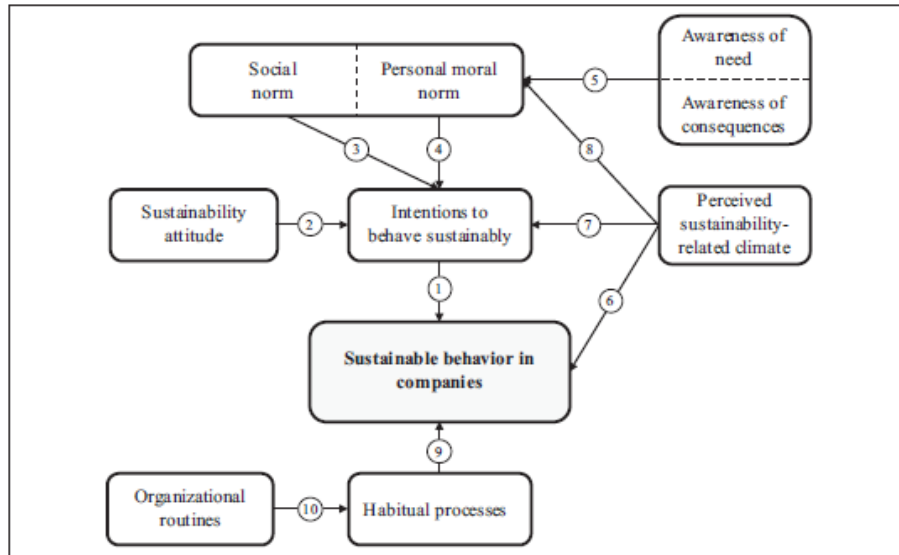 Social
norm
Personal moral
norm
Awareness of
need
Awareness of
consequences
5
3
4
8
Sustainability
attitude
2
Intentions to
behave sustainably
7
Perceived
sustainability-
related climate
1
6
Sustainable behavior in
companies
9
Organizational
routines
10
Habitual processes